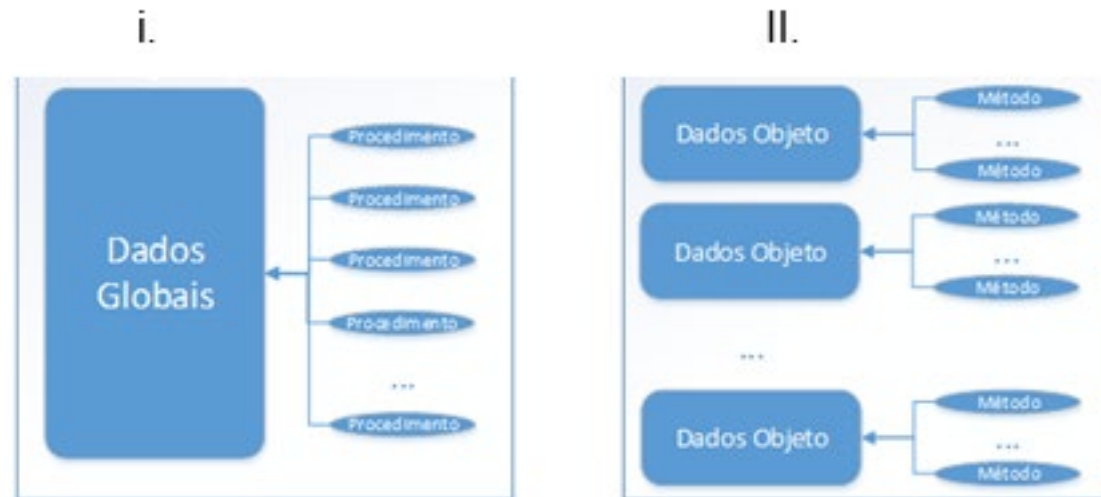 i.
Dados
Globais
Procedimento
Procedimento
Procedimento
Procedimento
...
Procedimento
II.
Dados Objeto
Método
...
Método
Dados Objeto
Método
...
Método
...
Dados Objeto
Método
...
Método